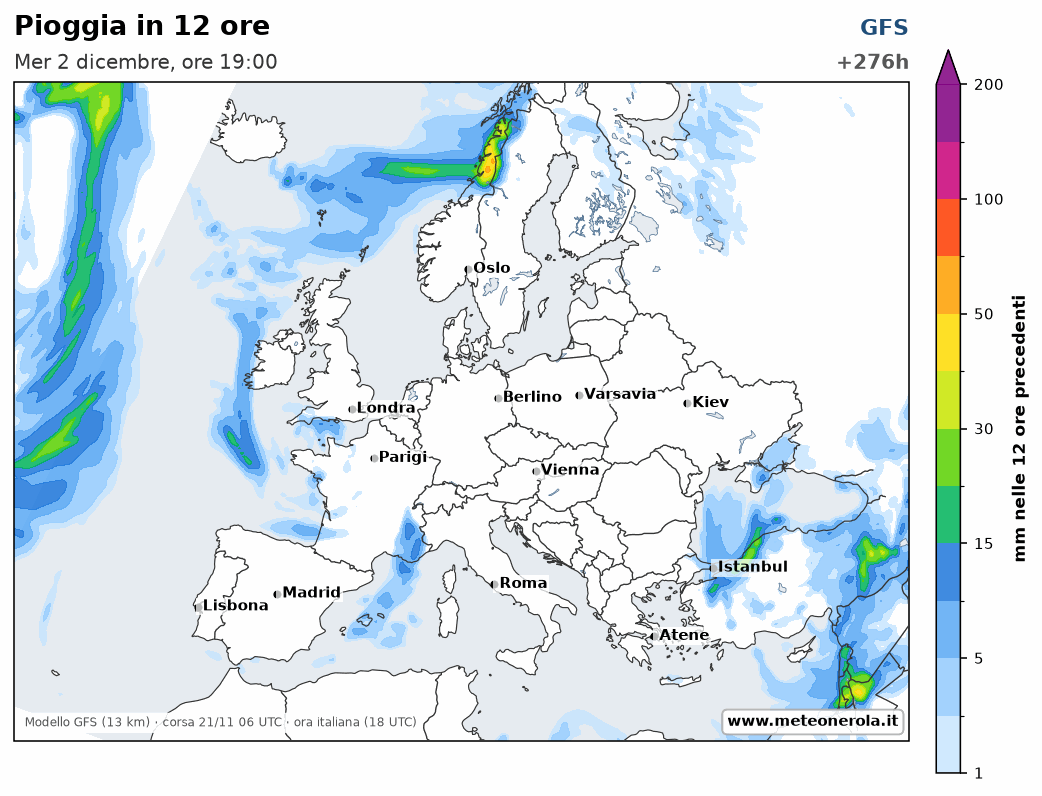 Pioggia in 12 ore
GFS
Mer 2 dicembre, ore 19:00
+276h
200
100
50
30
15
5
1
mm nelle 12 ore precedenti
Oslo
Londra
Berlino
Varsavia
Kiev
Parigi
Vienna
Istanbul
Roma
Madrid
Lisbona
Atene
Modello GFS (13 km) · corsa 21/11 06 UTC · ora italiana (18 UTC)
www.meteonerola.it